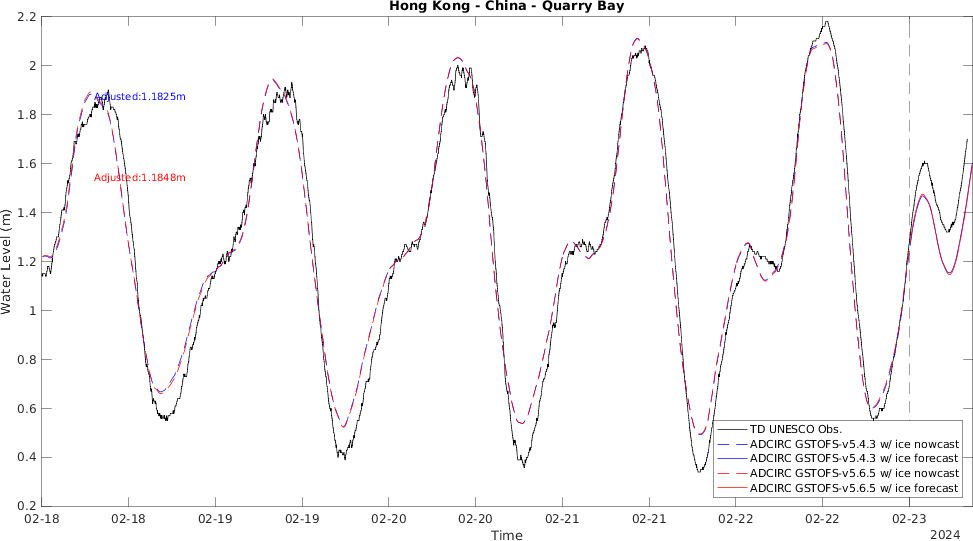 Hong Kong - China - Quarry Bay
2.2
2
1.8
1.6
1.4
1.2
1
0.8
0.6
0.4
0.2
Water Level (m)
Adjusted:1.1825m
Adjusted:1.1848m
TD UNESCO Obs.
ADCIRC GSTOFS-v5.4.3 w/ ice nowcast
ADCIRC GSTOFS-v5.4.3 w/ ice forecast
ADCIRC GSTOFS-v5.6.5 w/ ice nowcast
ADCIRC GSTOFS-v5.6.5 w/ ice forecast
02-18 02-18 02-19 02-19 02-20 02-20 02-21 02-21 02-22 02-22 02-23
Time
2024